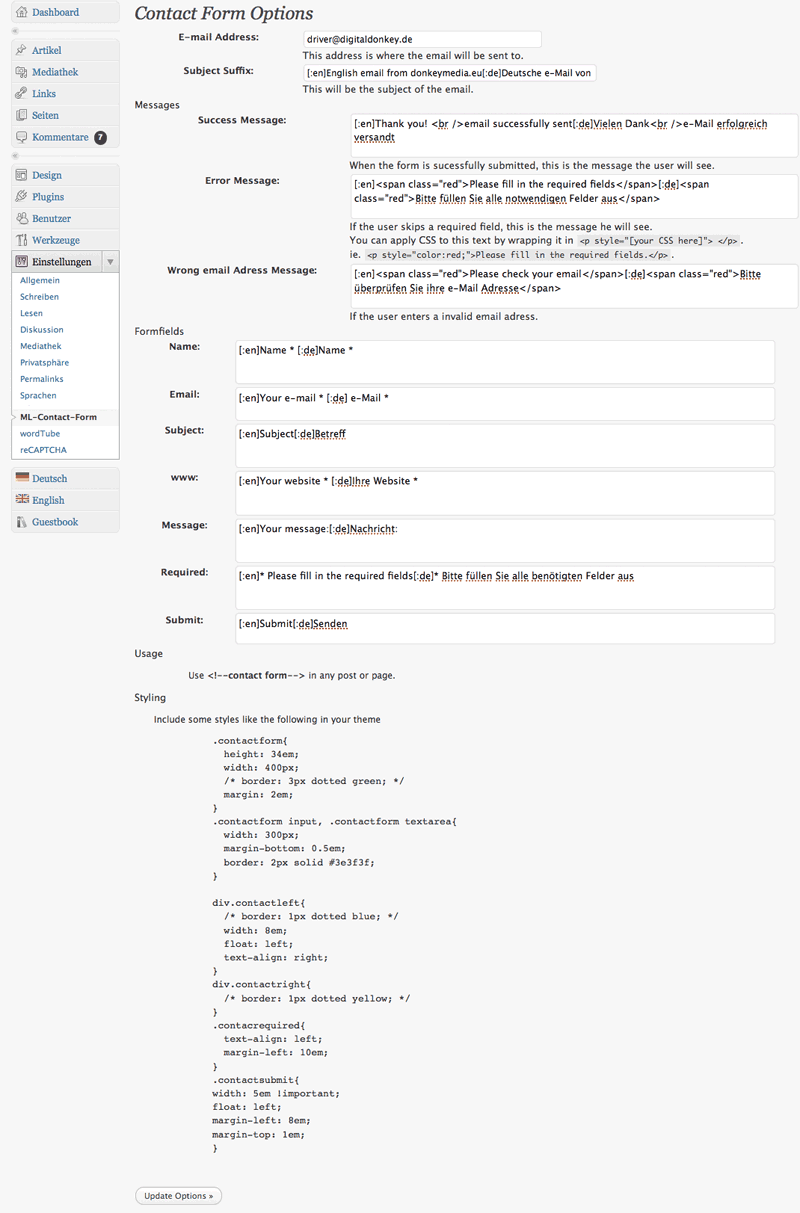 Dashboard
Artikel
Mediathek
Links
Seiten
Kommentare 7
Design
Plugins
Benutzer
Werkzeuge
Einstellungen
Allgemein
Schreiben
Lesen
Diskussion
Mediathek
Privatsphäre
Permalinks
Sprachen
ML-Contact-Form
wordTube
reCAPTCHA
Deutsch
English
Guestbook
Contact Form Options
E-mail Address:
driver@digitaldonkey.de
This address is where the email will be sent to.
Subject Suffix:
[:en]English email from donkeymedia.eu[:de]Deutsche e-Mail von
This will be the subject of the email.
Messages
Success Message:
[:en]Thank you! <br />email successfully sent[:de]Vielen Dank<br />e-Mail erfolgreich
versandt
When the form is sucessfully submitted, this is the message the user will see.
Error Message:
[:en]<span class="red">Please fill in the required fields</span>[:de]<span
class="red">Bitte füllen Sie alle notwendigen Felder aus</span>
If the user skips a required field, this is the message he will see.
You can apply CSS to this text by wrapping it in <p style="[your CSS here]"> </p> .
ie. <p style="color:red;">Please fill in the required fields.</p> .
Wrong email Adress Message:
[:en]<span class="red">Please check your email</span>[:de]<span class="red">Bitte
überprüfen Sie ihre e-Mail Adresse</span>
If the user enters a invalid email adress.
Formfields
Name:
[:en]Name * [:de]Name *
Email:
[:en]Your e-mail * [:de] e-Mail *
Subject:
[:en]Subject[:de]Betreff
www:
[:en]Your website * [:de]Ihre Website *
Message:
[:en]Your message:[:de]Nachricht:
Required:
[:en]* Please fill in the required fields[:de]* Bitte füllen Sie alle benötigten Felder aus
Submit:
[:en]Submit[:de]Senden
Usage
Use <!--contact form--> in any post or page.
Styling
Include some styles like the following in your theme
.contactform{
height: 34em;
width: 400px;
/* border: 3px dotted green; */
margin: 2em;
}
.contactform input, .contactform textarea{
width: 300px;
margin-bottom: 0.5em;
border: 2px solid #3e3f3f;
}
div.contactleft{
/* border: 1px dotted blue; */
width: 8em;
float: left;
text-align: right;
}
div.contactright{
/* border: 1px dotted yellow; */
}
.contacrequired{
text-align: left;
margin-left: 10em;
}
.contactsubmit{
width: 5em !important;
float: left;
margin-left: 8em;
margin-top: 1em;
}
Update Options »